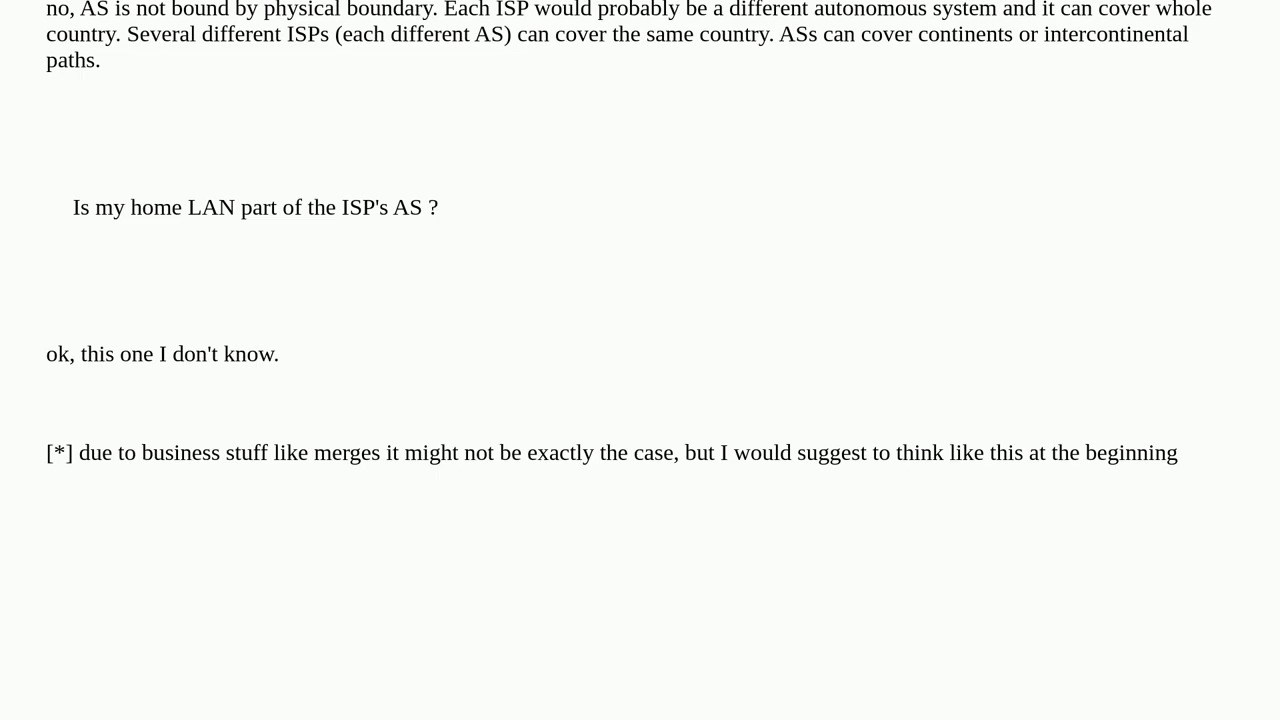 no, AS is not bound by physical boundary. Each ISP would probably be a different autonomous system and it can cover whole
country. Several different ISPs (each different AS) can cover the same country. ASs can cover continents or intercontinental
paths.
Is my home LAN part of the ISP's AS ?
ok, this one I don't know.
[*] due to business stuff like merges it might not be exactly the case, but I would suggest to think like this at the beginning